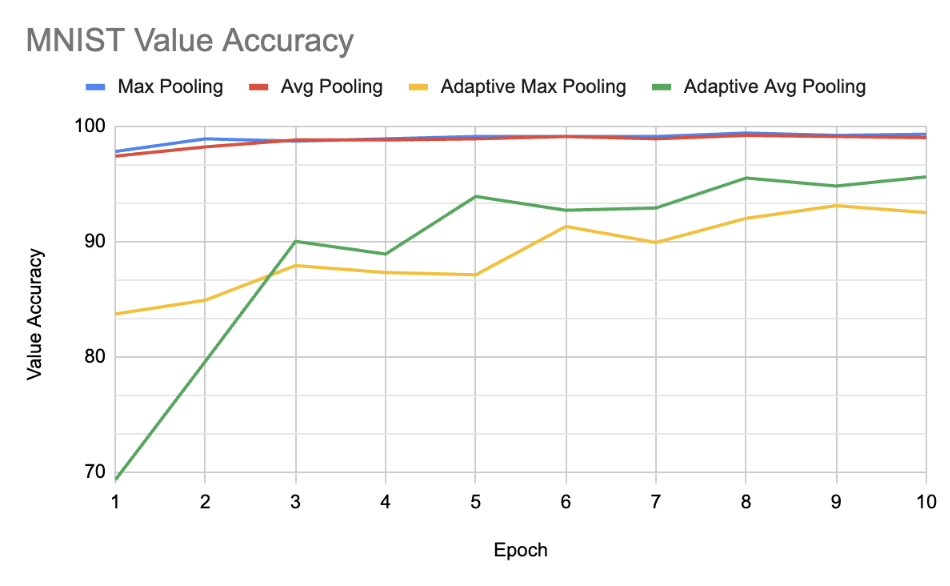 MNIST Value Accuracy
Max Pooling Avg Pooling Adaptive Max Pooling Adaptive Avg Pooling
100
90
80
70
Value Accuracy
1 2 3 4 5 6 7 8 9 10
Epoch